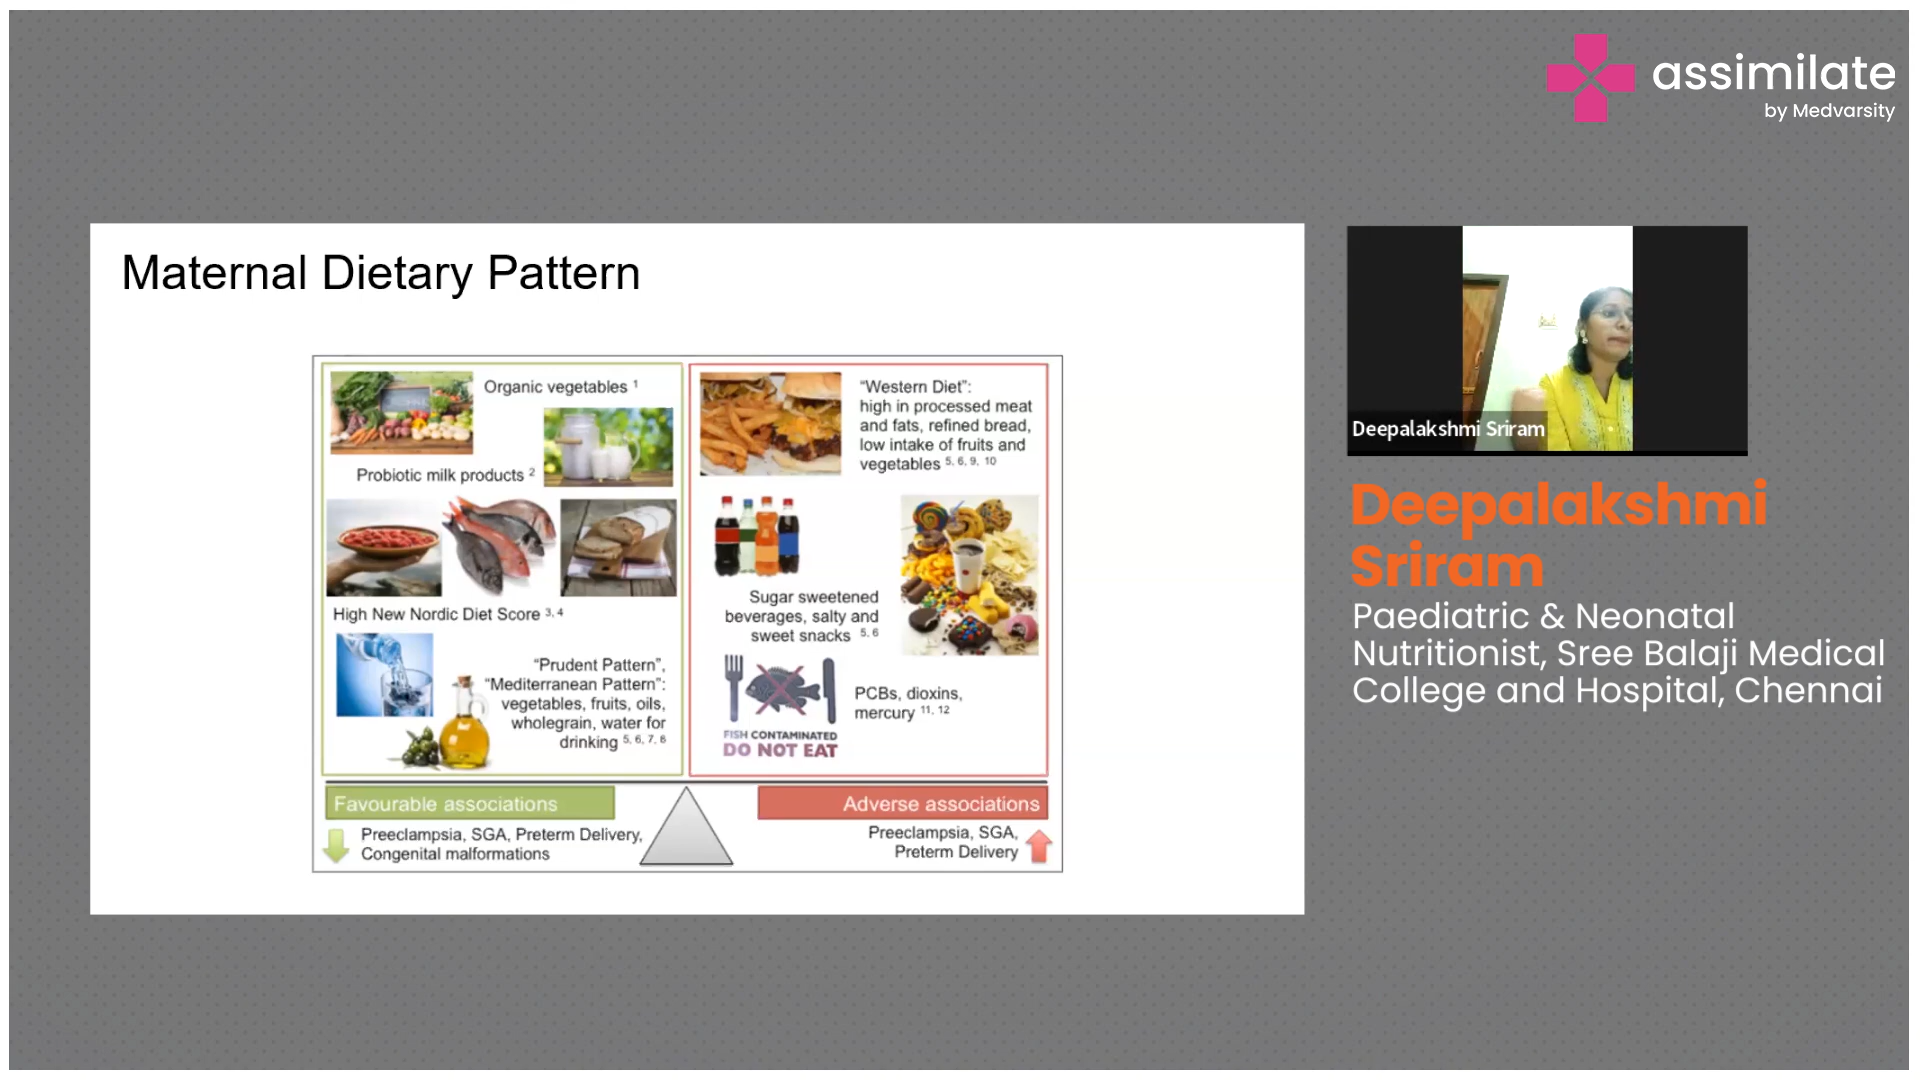 assimilate
by Medvarsity
Maternal Dietary Pattern
Organic vegetables 1
Probiotic milk products 2
High New Nordic Diet Score 3, 4
“Prudent Pattern”,
“Mediterranean Pattern”:
vegetables, fruits, oils,
wholegrain, water for
drinking 5, 6, 7, 8
“Western Diet”:
high in processed meat
and fats, refined bread,
low intake of fruits and
vegetables 5, 6, 9, 10
Sugar sweetened
beverages, salty and
sweet snacks 5, 6
PCBs, dioxins,
mercury 11, 12
FISH CONTAMINATED
DO NOT EAT
Favourable associations
Preeclampsia, SGA, Preterm Delivery,
Congenital malformations
Adverse associations
Preeclampsia, SGA,
Preterm Delivery
Deepalakshmi Sriram
Deepalakshmi
Sriram
Paediatric & Neonatal
Nutritionist, Sree Balaji Medical
College and Hospital, Chennai